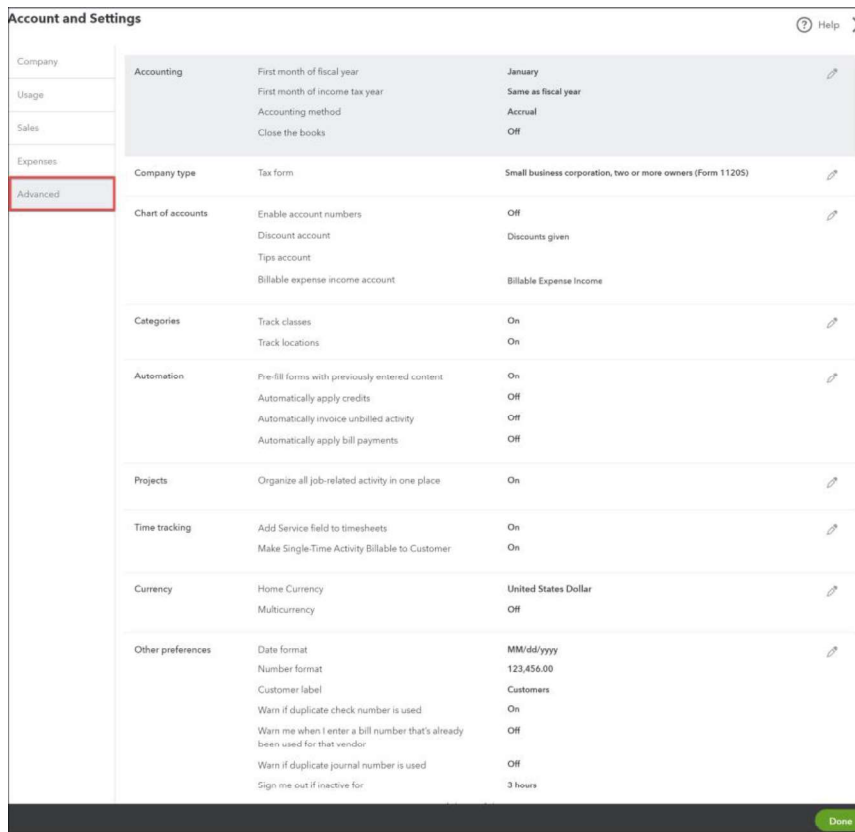 Account and Settings
Help
Company
Usage
Sales
Expenses
Advanced
Accounting First month of fiscal year January
First month of income tax year Same as fiscal year
Accounting method Accrual
Close the books Off
Company type Tax form Small business corporation, two or more owners (Form 1120S)
Chart of accounts Enable account numbers Off
Discount account Discounts given
Tips account
Billable expense income account Billable Expense Income
Categories Track classes On
Track locations On
Automation Pre-fill forms with previously entered content On
Automatically apply credits Off
Automatically invoice unbilled activity Off
Automatically apply bill payments Off
Projects Organize all job-related activity in one place On
Time tracking Add Service field to timesheets On
Make Single-Time Activity Billable to Customer On
Currency Home Currency United States Dollar
Multicurrency Off
Other preferences Date format MM/dd/yyyy
Number format 123,456.00
Customer label Customers
Warn if duplicate check number is used On
Warn me when I enter a bill number that's already Off
been used for that vendor
Warn if duplicate journal number is used Off
Sign me out if inactive for 3 hours
Done